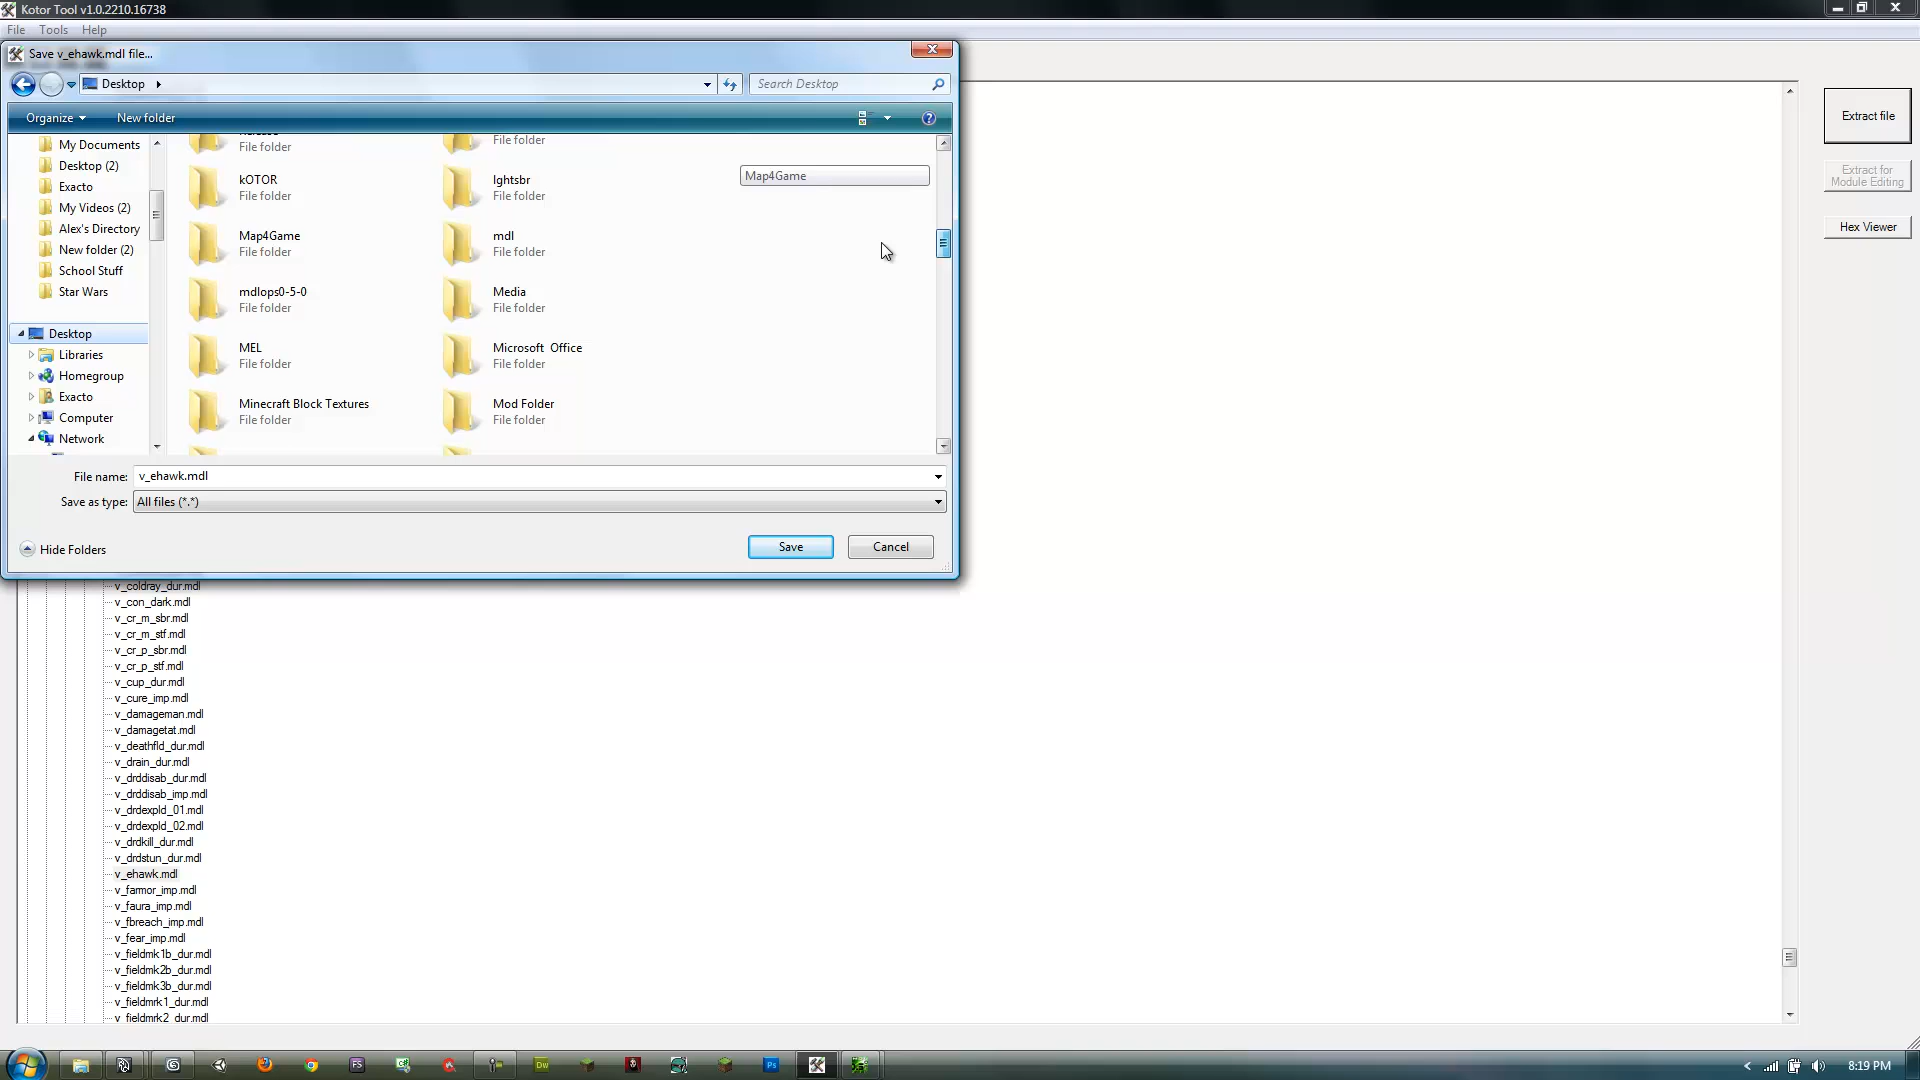 Kotor Tool v1.0.2210.16738
File Tools Help
Save v_ehawk.mdl file...
Desktop
Search Desktop
Organize New folder
My Documents
Desktop (2)
Exacto
My Videos (2)
Alex's Directory
New folder (2)
School Stuff
Star Wars
Desktop
Libraries
Homegroup
Exacto
Computer
Network
File folder
File folder
kOTOR
File folder
lghtsbr
File folder
Map4Game
Map4Game
File folder
mdl
File folder
mdlops0-5-0
File folder
Media
File folder
MEL
File folder
Microsoft Office
File folder
Minecraft Block Textures
File folder
Mod Folder
File folder
File name: v_ehawk.mdl
Save as type: All files (*.*)
Hide Folders
Save Cancel
Extract file
Extract for
Module Editing
Hex Viewer
v_coldray_dur.mdl
v_con_dark.mdl
v_cr_m_sbr.mdl
v_cr_m_stf.mdl
v_cr_p_sbr.mdl
v_cr_p_stf.mdl
v_cup_dur.mdl
v_cure_imp.mdl
v_damageman.mdl
v_damagetat.mdl
v_deathfld_dur.mdl
v_drain_dur.mdl
v_drddisab_dur.mdl
v_drddisab_imp.mdl
v_drdexpld_01.mdl
v_drdexpld_02.mdl
v_drdkill_dur.mdl
v_drdstun_dur.mdl
v_ehawk.mdl
v_farmor_imp.mdl
v_faura_imp.mdl
v_fbreach_imp.mdl
v_fear_imp.mdl
v_fieldmk1b_dur.mdl
v_fieldmk2b_dur.mdl
v_fieldmk3b_dur.mdl
v_fieldmrk1_dur.mdl
v_fieldmrk2_dur.mdl
FS
Dw
Ps
8:19 PM